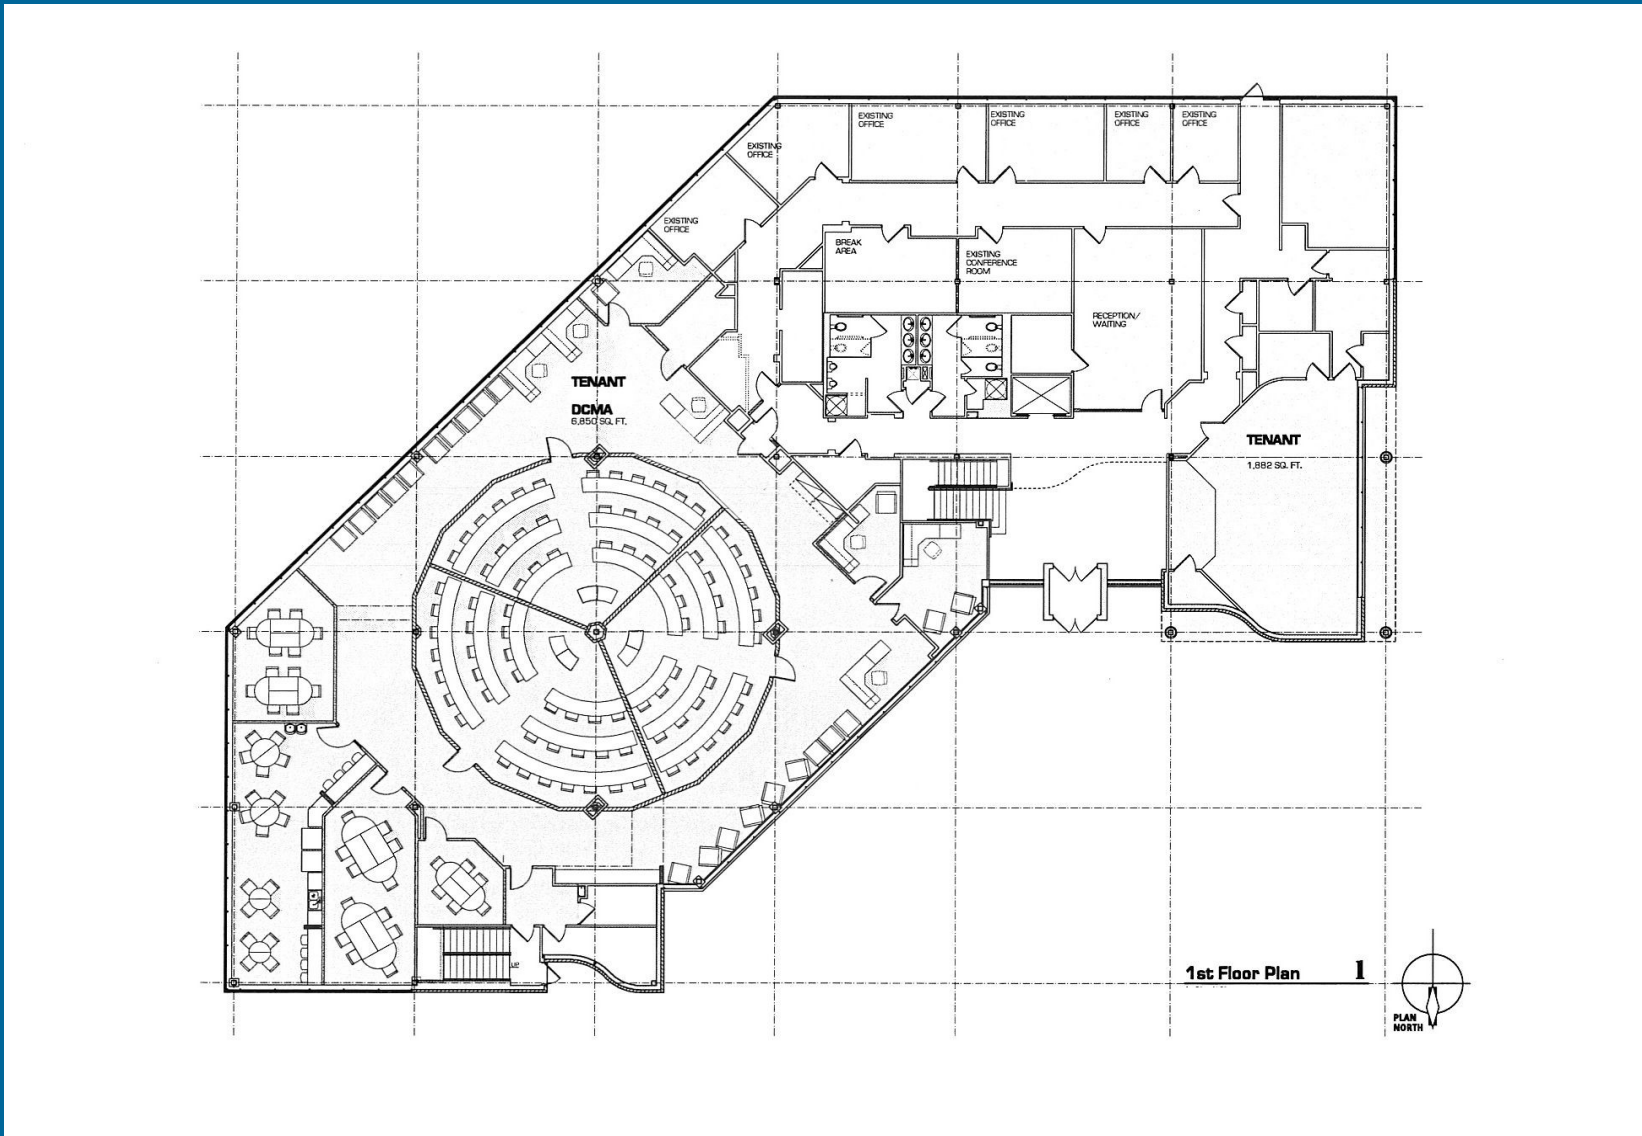 EXISTING
OFFICE
EXISTING
OFFICE
EXISTING
OFFICE
EXISTING
OFFICE
EXISTING
OFFICE
EXISTING
OFFICE
BREAK
AREA
EXISTING
CONFERENCE
ROOM
RECEPTION/
WAITING
TENANT
DCMA
6,850 SQ. FT.
TENANT
1,882 SQ. FT.
UP
1st Floor Plan 1
PLAN
NORTH